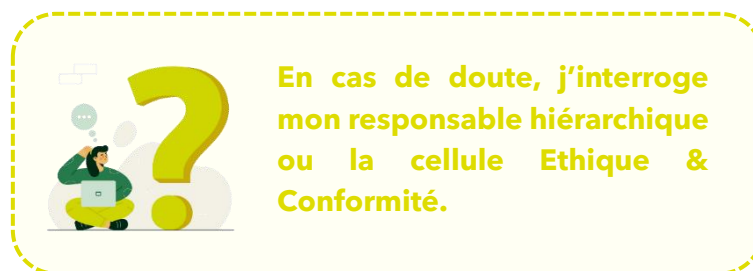 En cas de doute, j’interroge
mon responsable hiérarchique
ou la cellule Ethique &
Conformité.